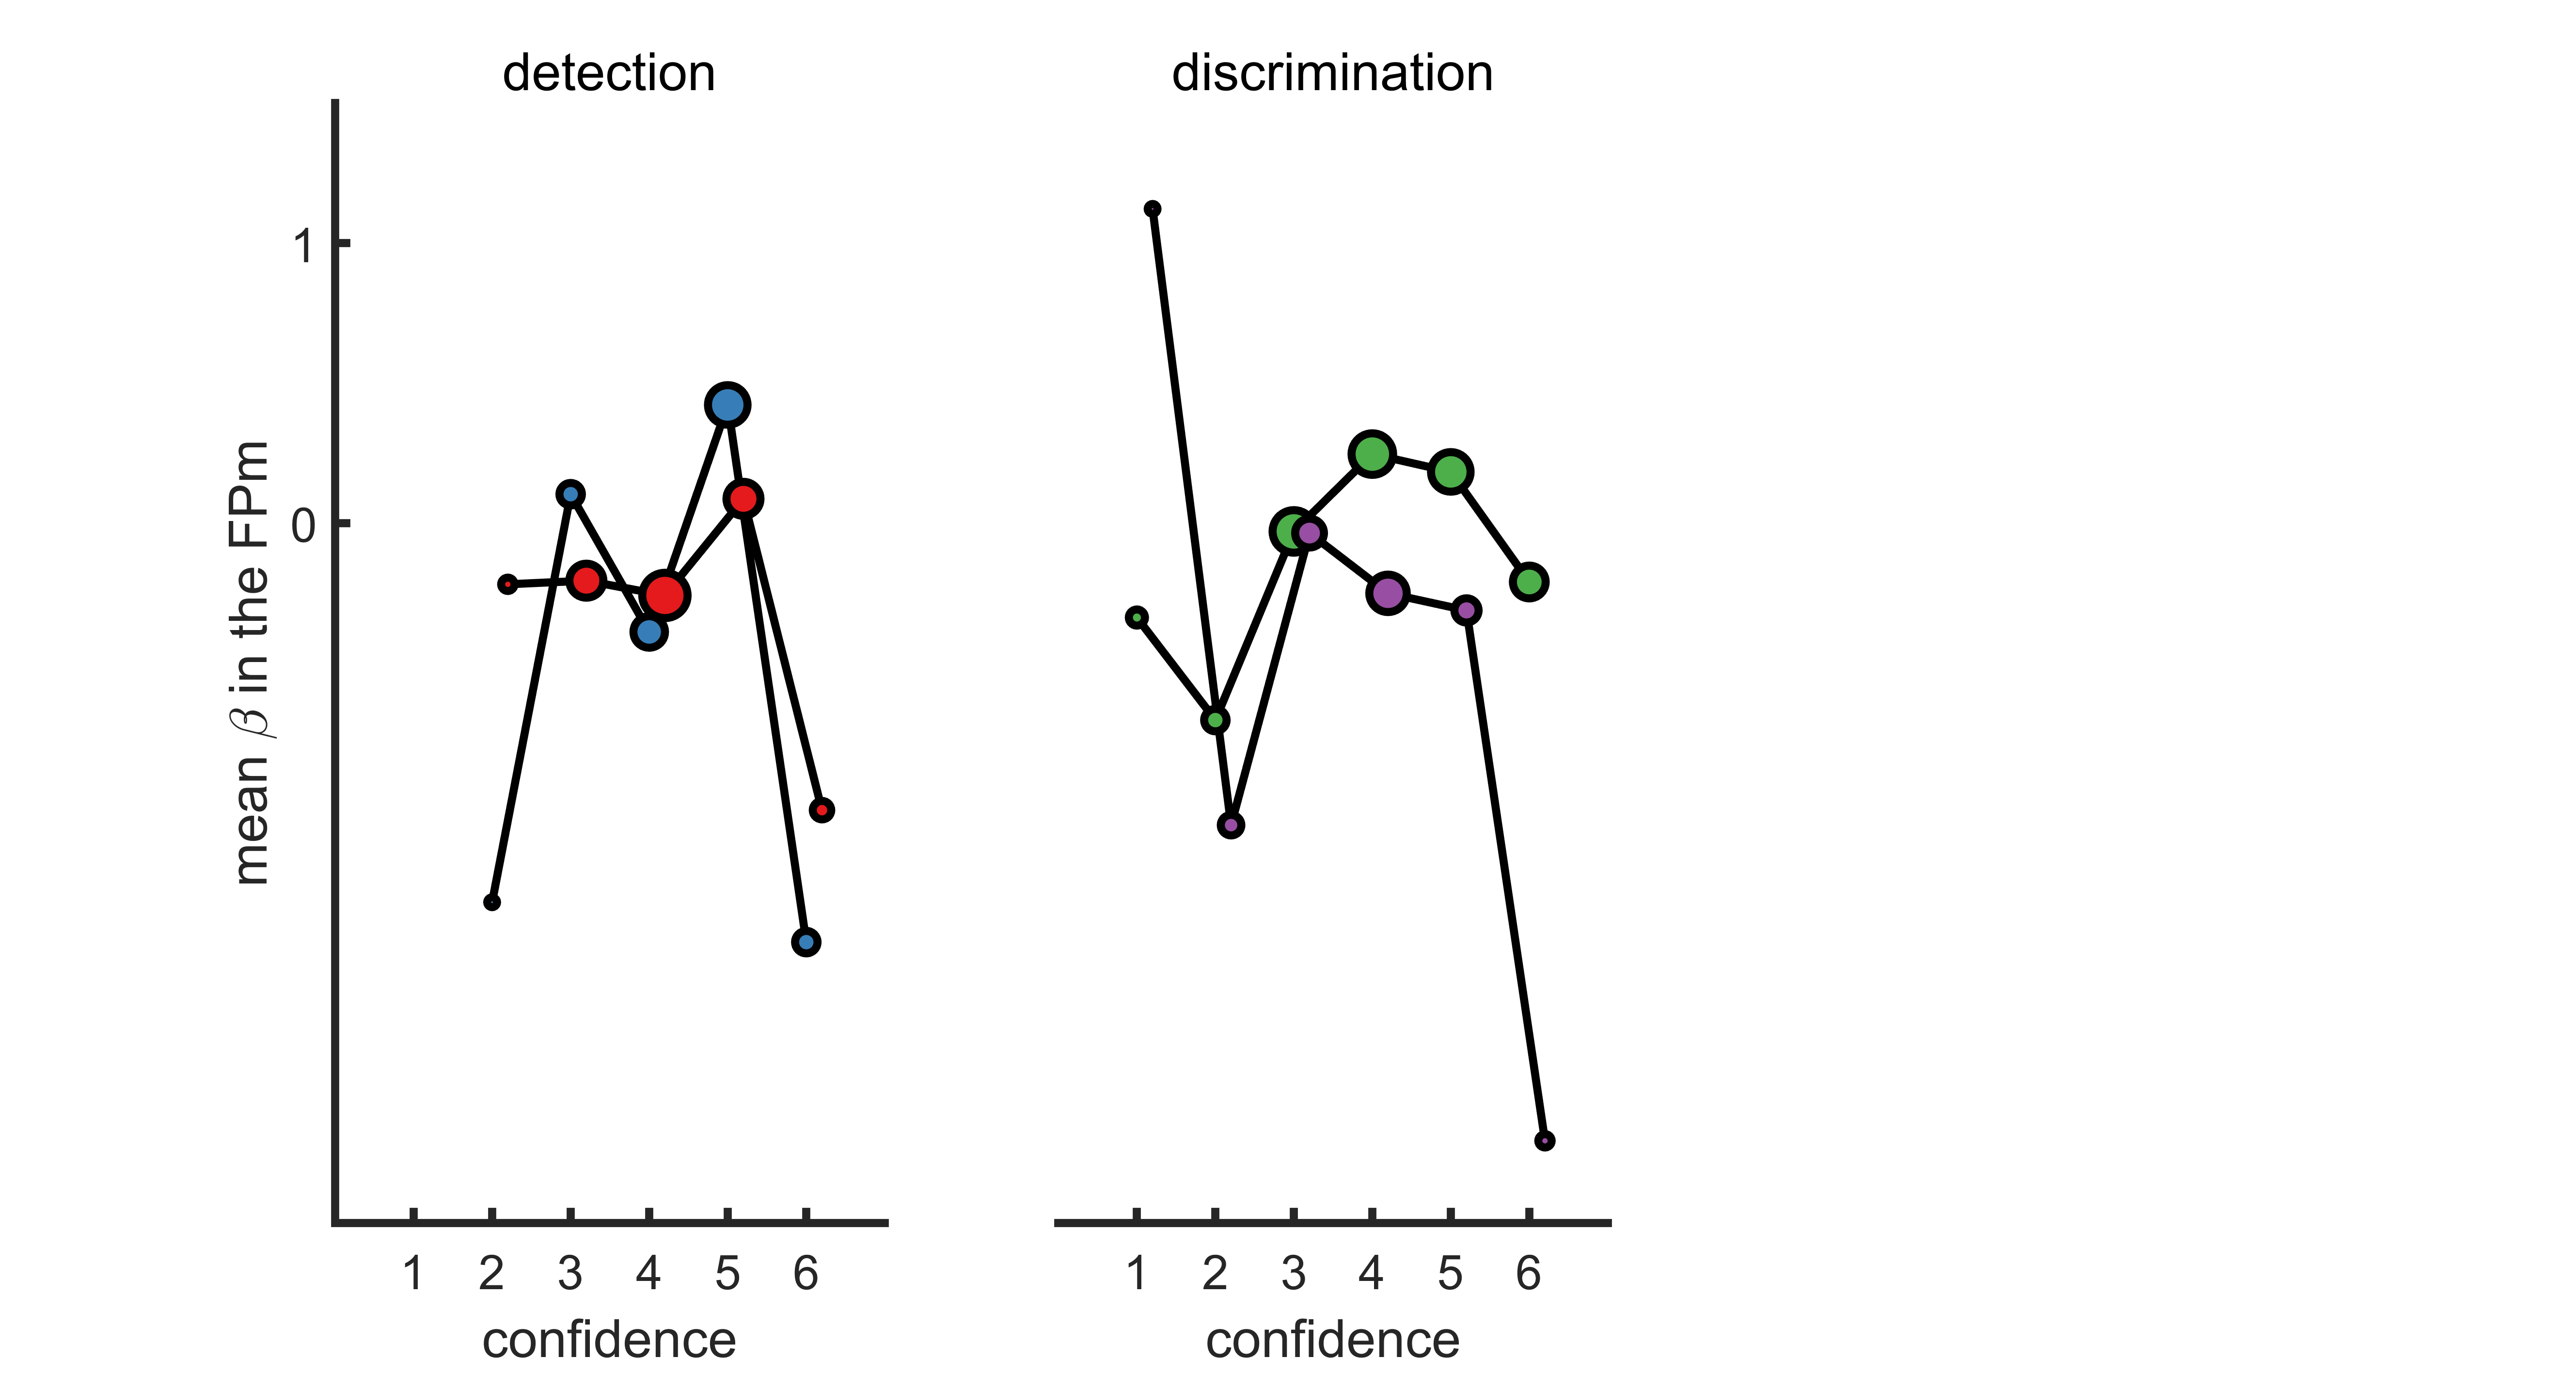 detection
discrimination
mean β in the FPm
1
0
1 2 3 4 5 6
1 2 3 4 5 6
confidence
confidence